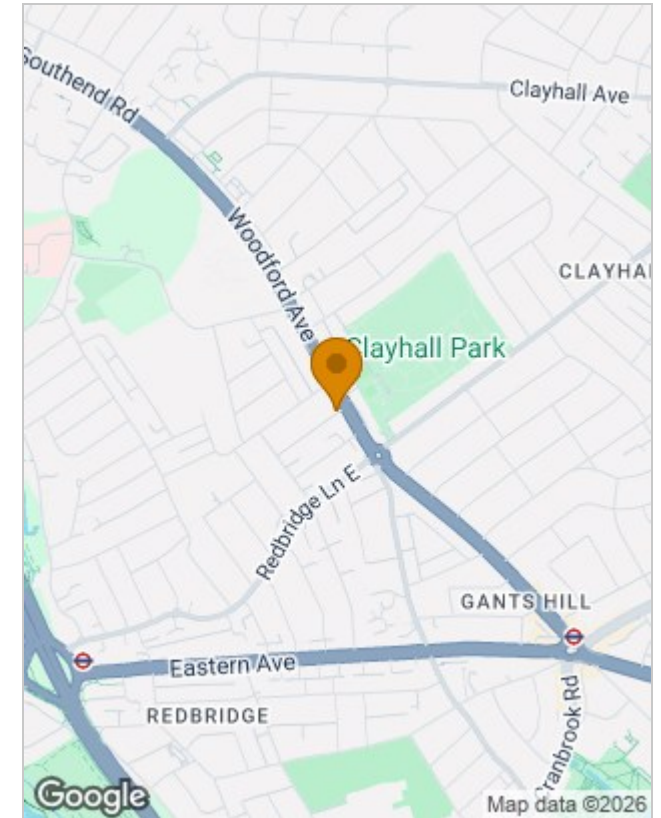 Southend Rd
Clayhall Ave
Woodford Ave
CLAYHA
Clayhall Park
Redbridge Ln E
GANTS HILL
Eastern Ave
REDBRIDGE
Cranbrook Rd
Google
Map data ©2026